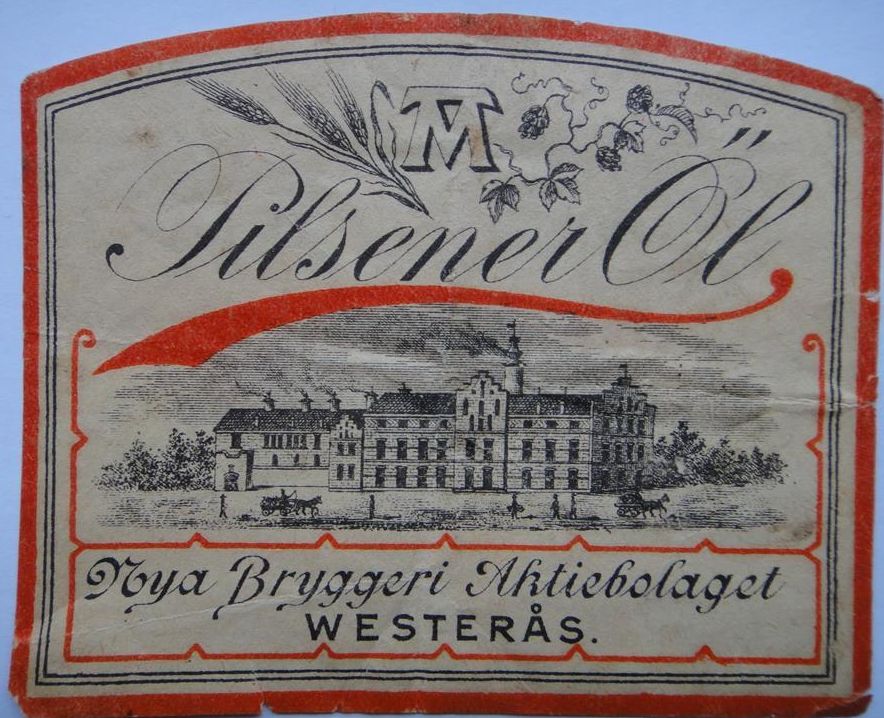 Pilsener Öl
Nya Bryggeri Aktiebolaget
WESTERÅS.